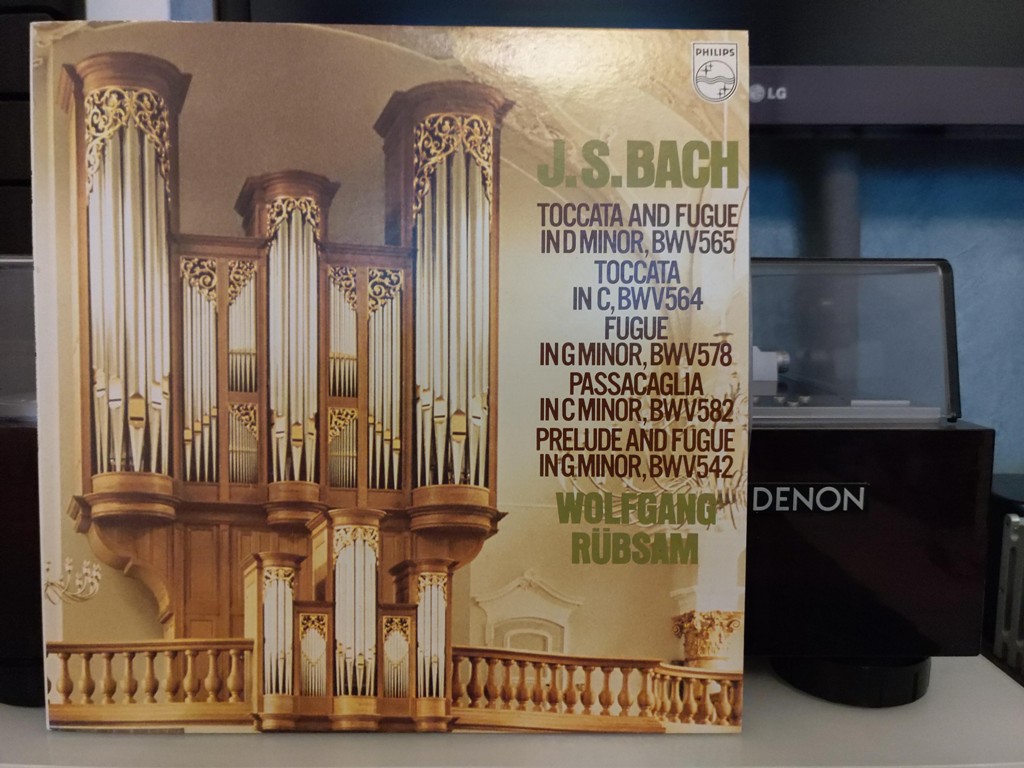 PHILIPS
LG
J.S.BACH
TOCCATA AND FUGUE
IN D MINOR, BWV565
TOCCATA
IN C, BWV564
FUGUE
IN G MINOR, BWV578
PASSACAGLIA
IN C MINOR, BWV582
PRELUDE AND FUGUE
IN G MINOR, BWV542
WOLFGANG
RÜBSAM
DENON